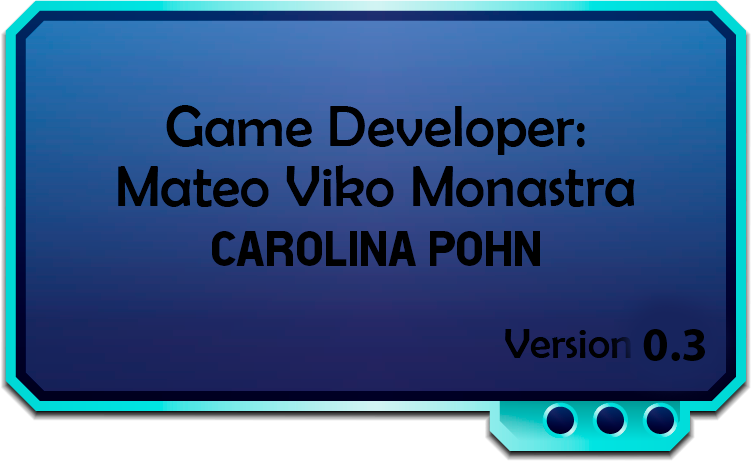 Game Developer:
Mateo Viko Monastra
CAROLINA POHN
Version 0.3